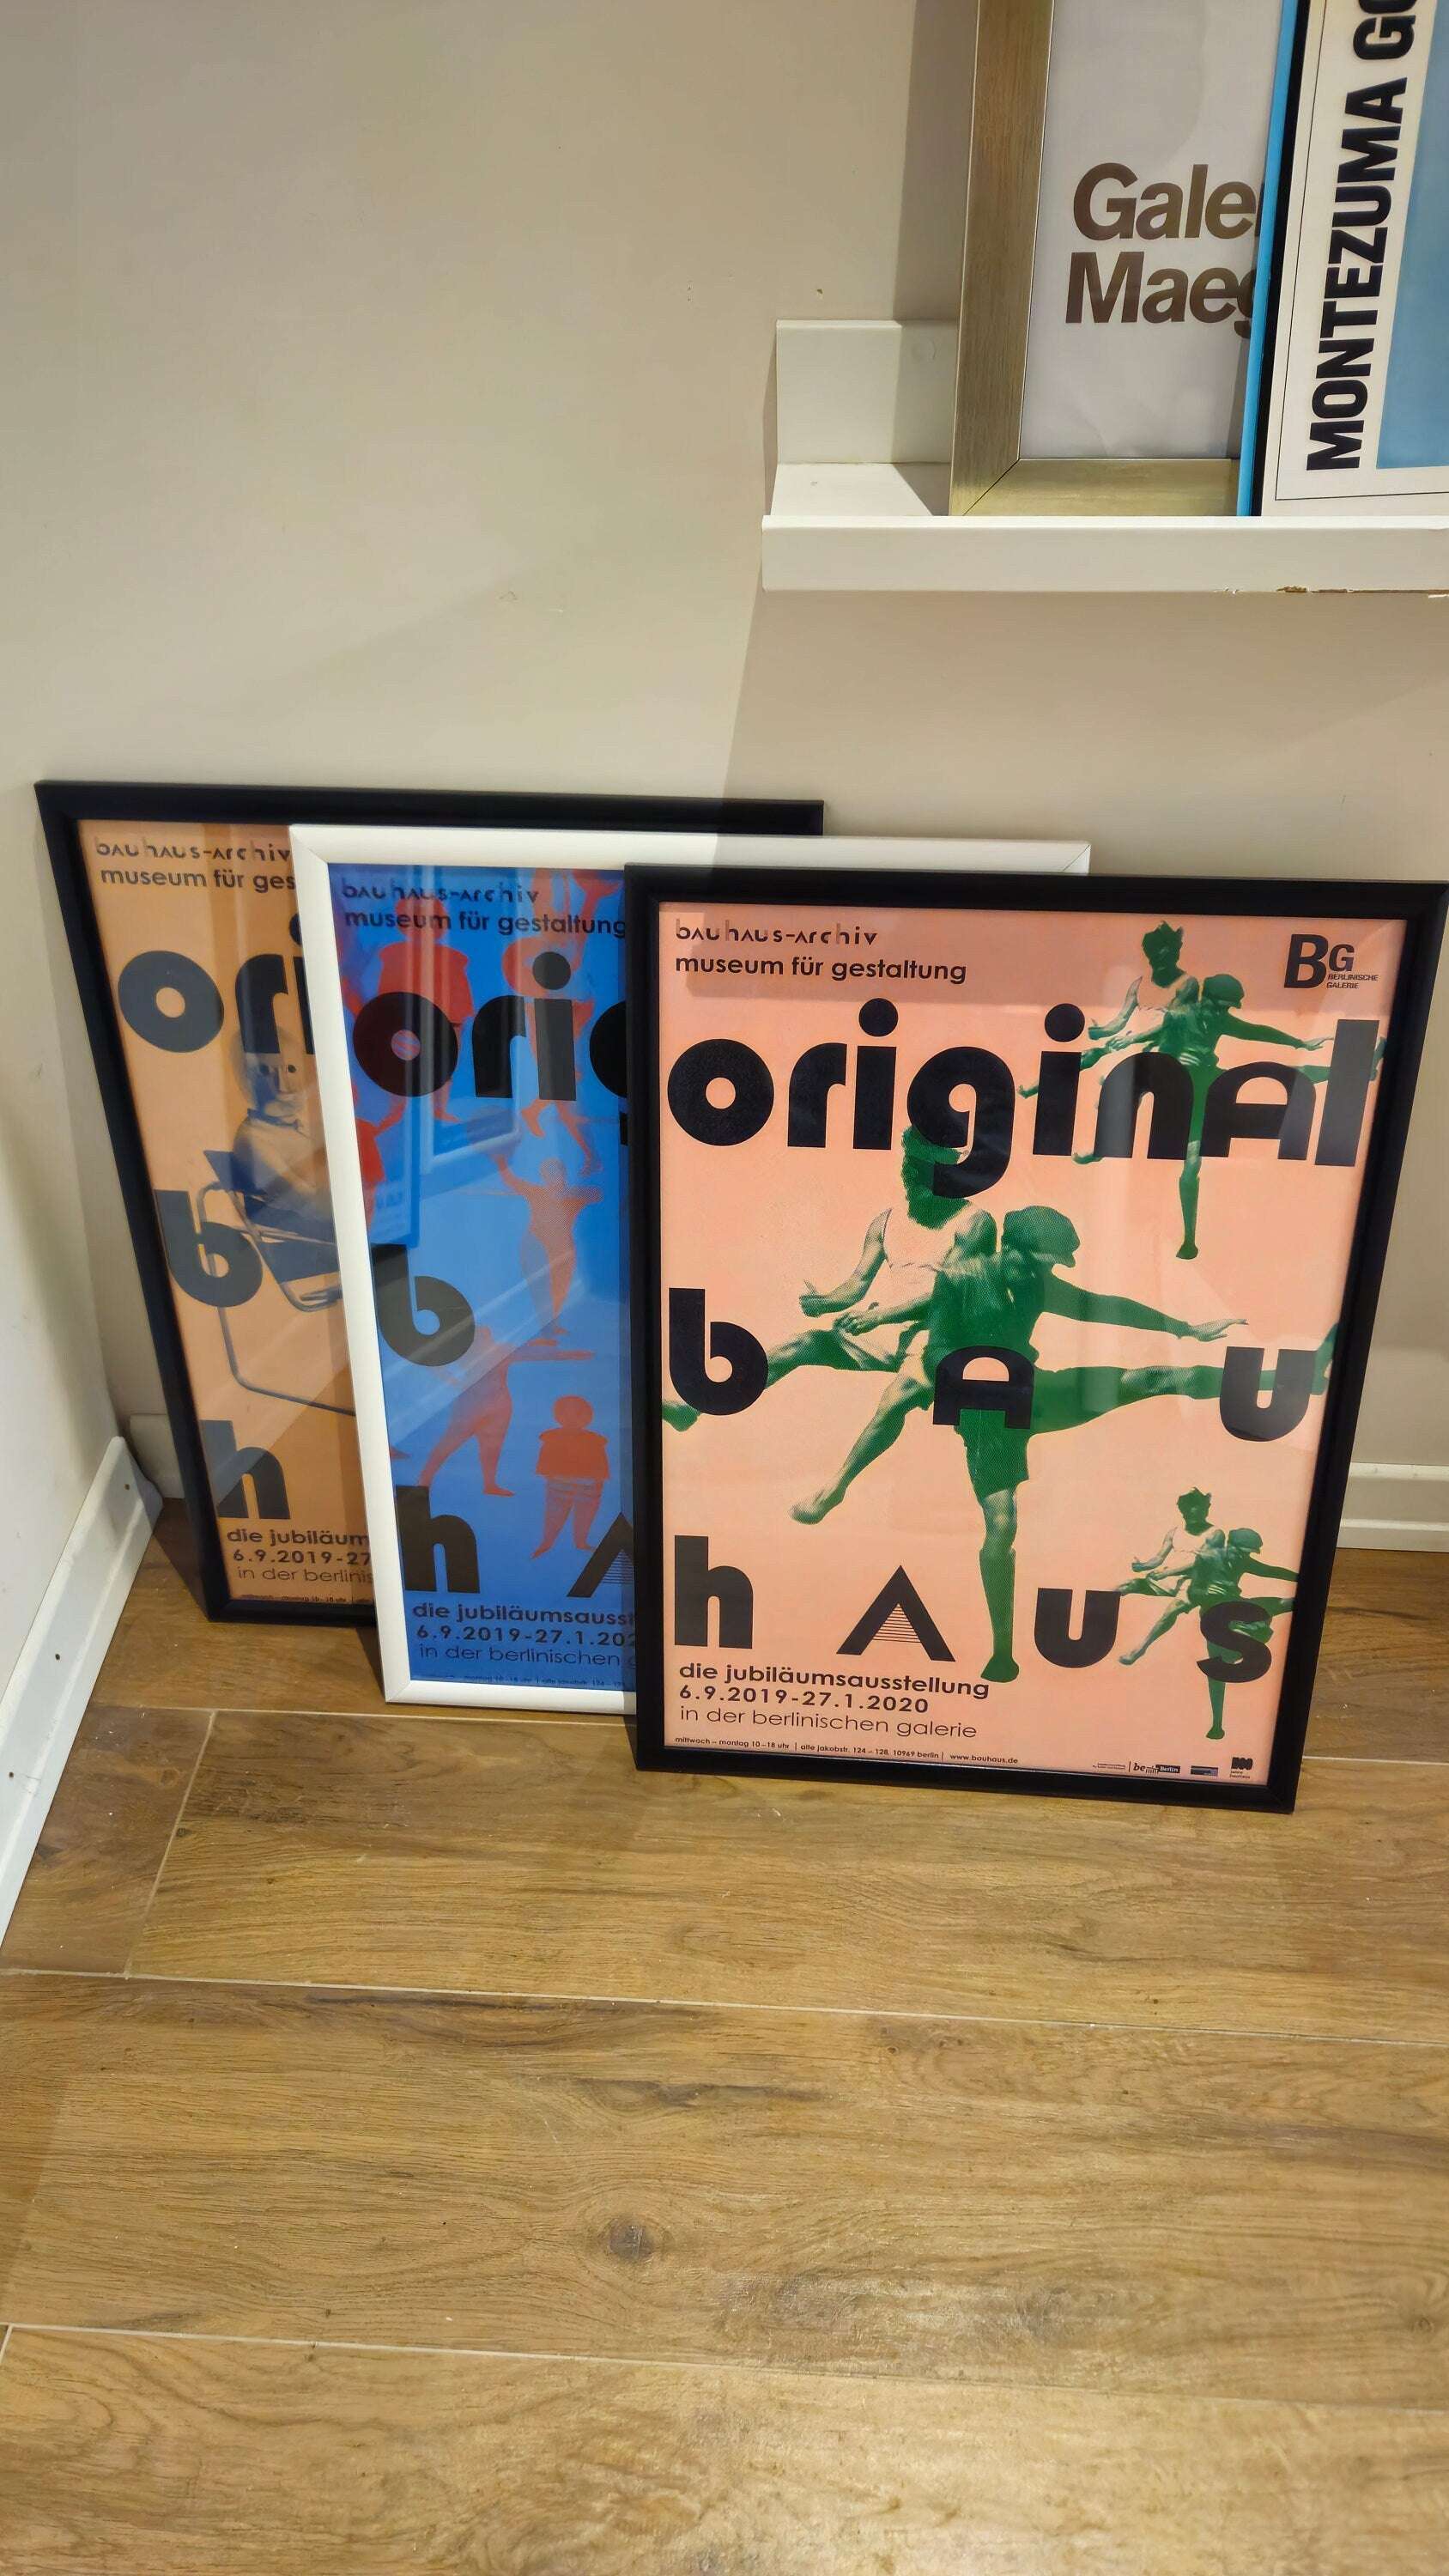 Gale
Maeg
MONTEZUMA GO
bauhaus-archiv
museum für ges
ori
b
h
die jubiläum
6.9.2019-27
in der berlinis
bauhaus-archiv
museum für gestaltung
orig
b
h A
die jubiläumsausst
6.9.2019-27.1.202
in der berlinischen g
bauhaus-archiv
museum für gestaltung
BG
BERLINISCHE
GALERIE
original
b A u
h A u s
die jubiläumsausstellung
6.9.2019-27.1.2020
in der berlinischen galerie
mittwoch – montag 10–18 uhr | alte jakobstr. 124 – 128, 10969 berlin | www.bauhaus.de
be Berlin